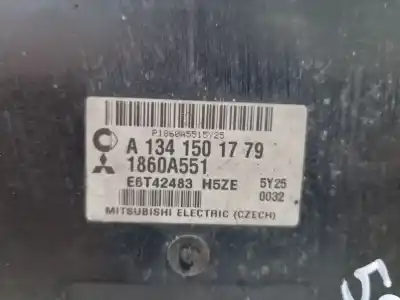 P1860A5515Y25
A 134 150 17 79
1860A551
E6T42483 H5ZE 5Y25
0032
MITSUBISHI ELECTRIC (CZECH)